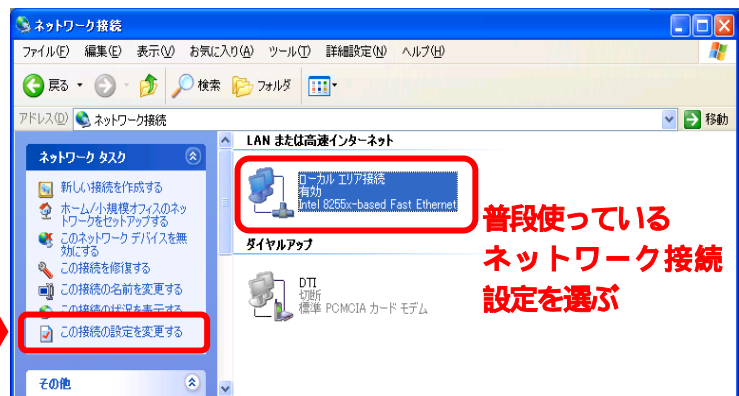 ネットワーク接続
ファイル(F) 編集(E) 表示(V) お気に入り(A) ツール(T) 詳細設定(N) ヘルプ(H)
戻る 検索 フォルダ
アドレス(D) ネットワーク接続 移動
ネットワーク タスク
新しい接続を作成する
ホーム/小規模オフィスのネッ
トワークをセットアップする
このネットワーク デバイスを無
効にする
この接続を修復する
この接続の名前を変更する
この接続の状況を表示する
この接続の設定を変更する
その他
LAN または高速インターネット
ローカル エリア接続
有効
Intel 8255x-based Fast Ethernet
普段使っている
ネットワーク接続
設定を選ぶ
ダイヤルアップ
DTI
切断
標準 PCMCIA カード モデム